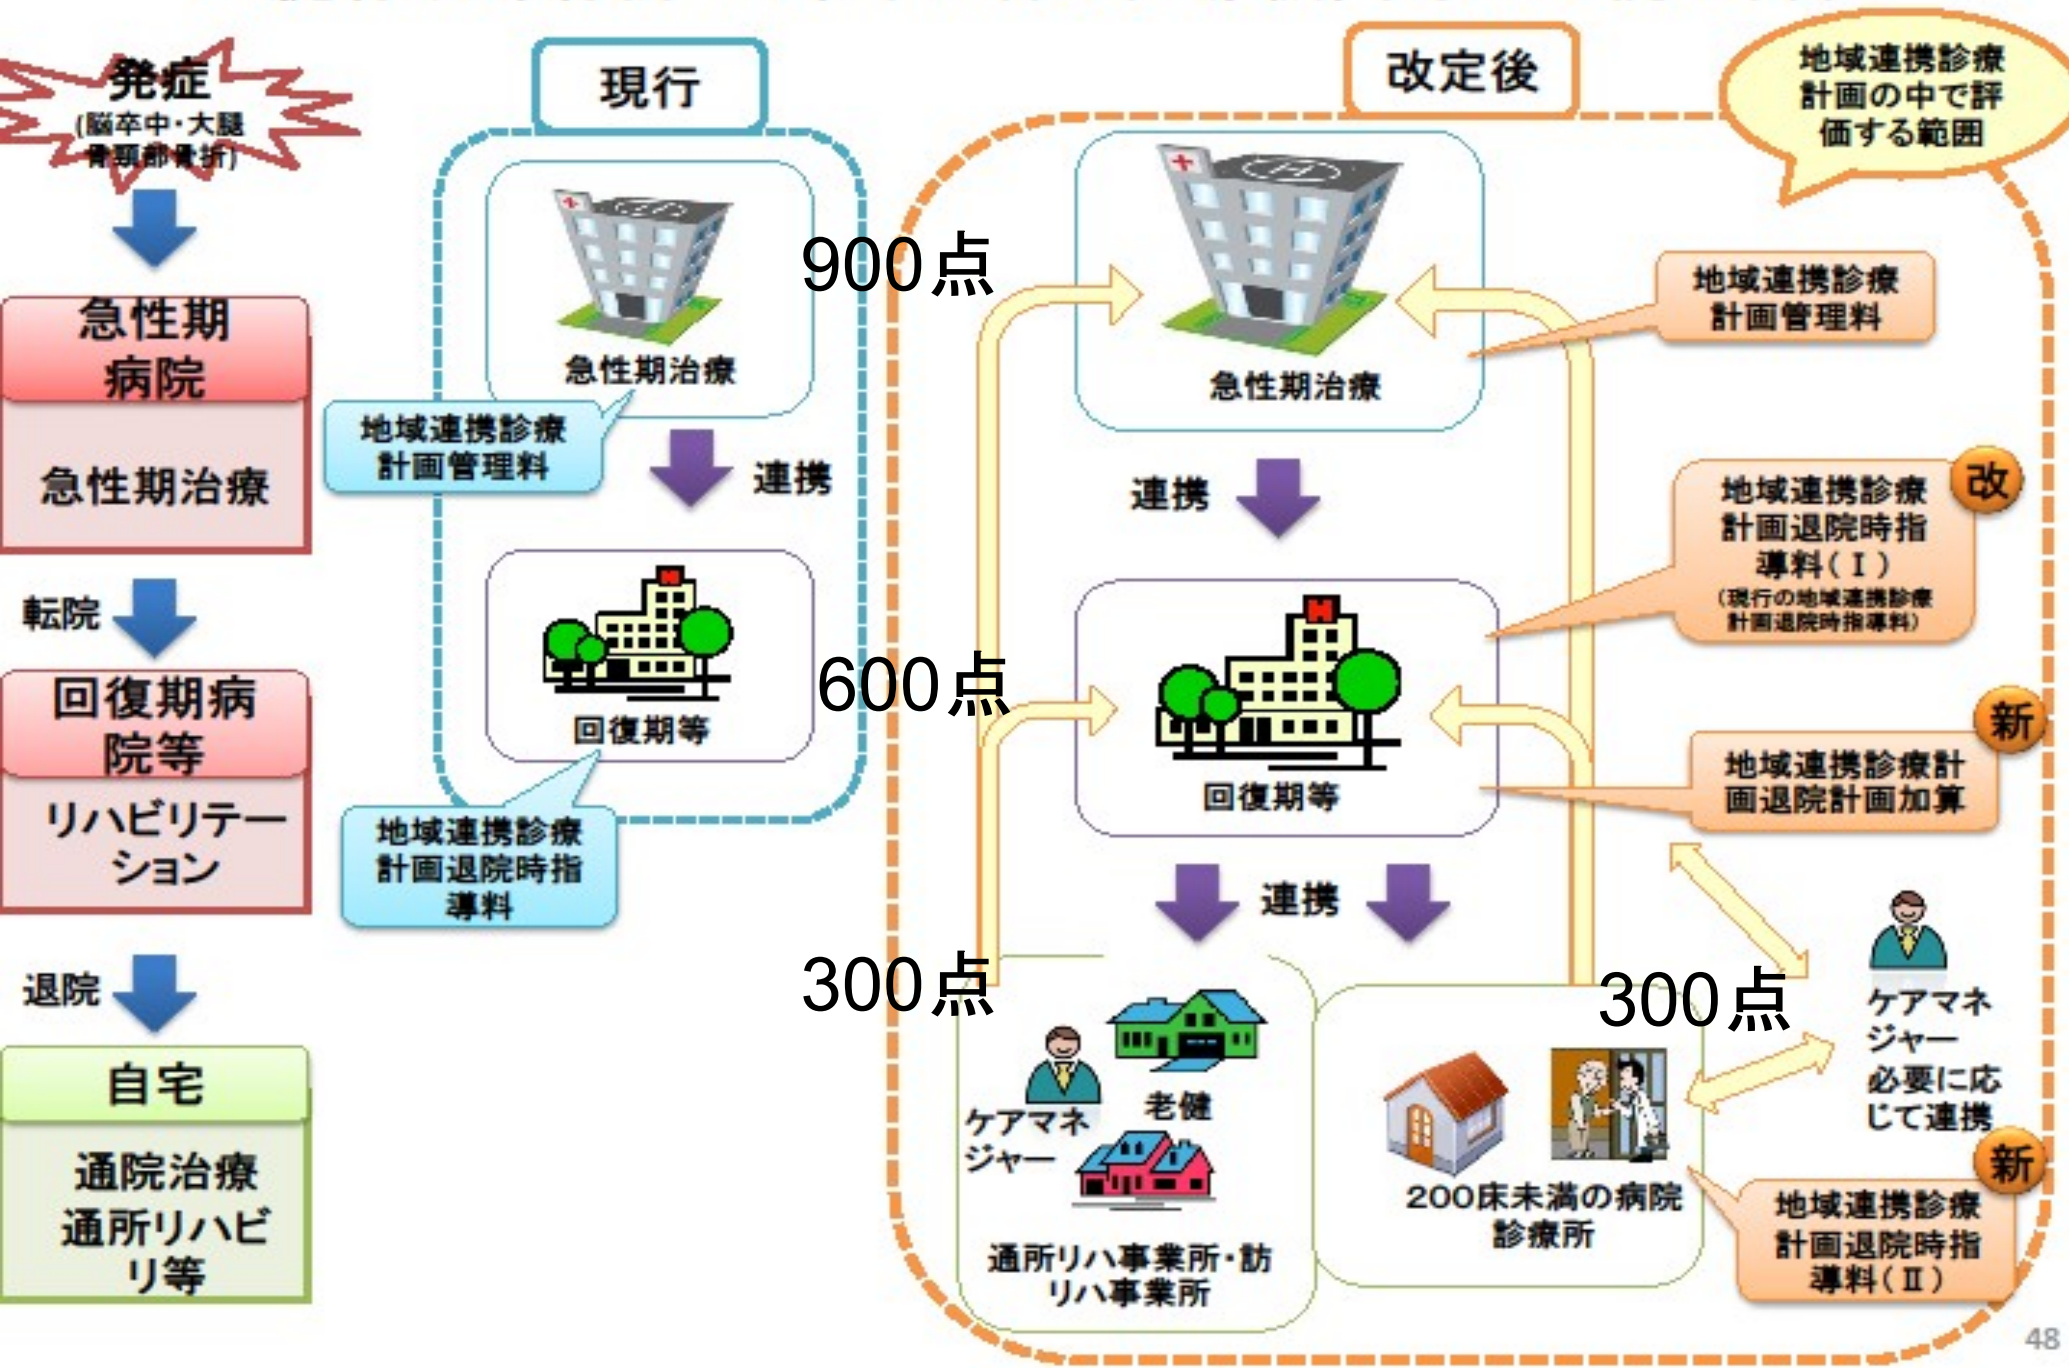 発症
(脳卒中・大腿
骨頸部骨折)
急性期
病院
急性期治療
転院
回復期病
院等
リハビリテー
ション
退院
自宅
通院治療
通所リハビ
リ等
現行
急性期治療
地域連携診療
計画管理料
連携
回復期等
地域連携診療
計画退院時指
導料
900点
600点
300点
300点
改定後
地域連携診療
計画の中で評
価する範囲
急性期治療
地域連携診療
計画管理料
連携
改
地域連携診療
計画退院時指
導料(Ⅰ)
(現行の地域連携診療
計画退院時指導料)
回復期等
新
地域連携診療計
画退院計画加算
連携
ケアマネ
ジャー
老健
通所リハ事業所・訪
リハ事業所
200床未満の病院
診療所
ケアマネ
ジャー
必要に応
じて連携
新
地域連携診療
計画退院時指
導料(Ⅱ)
48